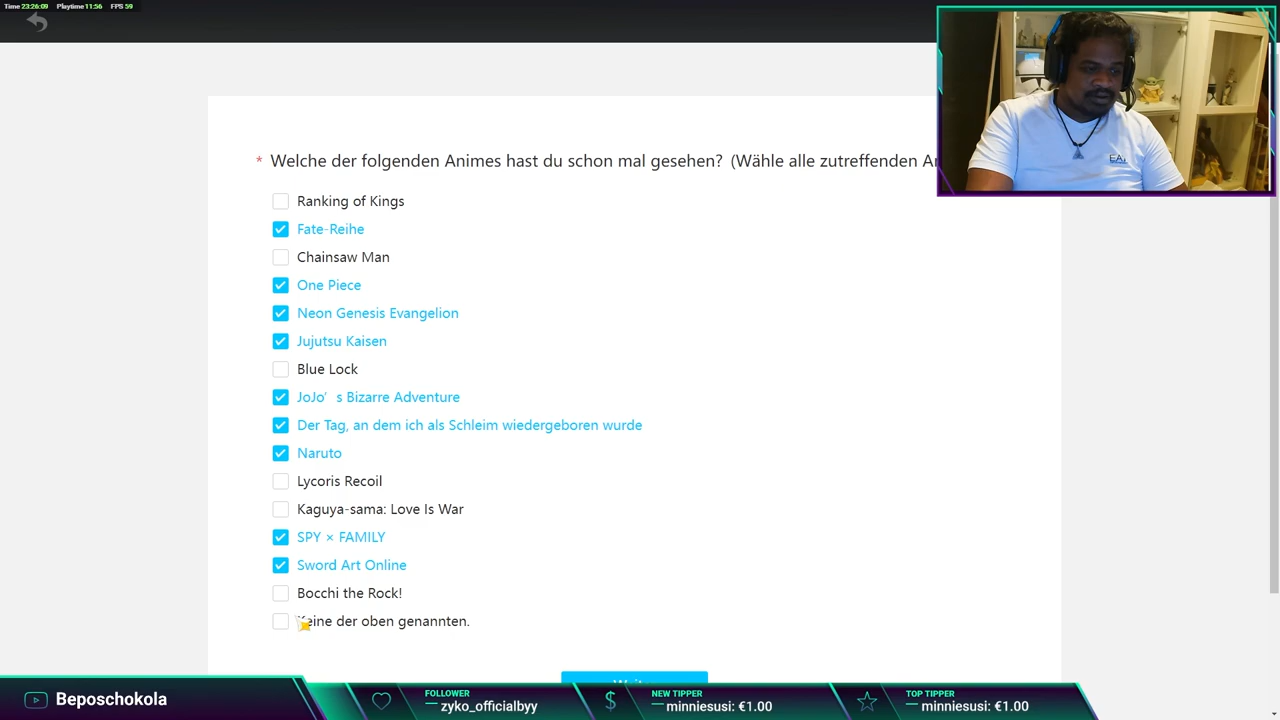 Time 23:26:09 Playtime 11:56 FPS 59
* Welche der folgenden Animes hast du schon mal gesehen? (Wähle alle zutreffenden
Ranking of Kings
Fate-Reihe
Chainsaw Man
One Piece
Neon Genesis Evangelion
Jujutsu Kaisen
Blue Lock
JoJo’s Bizarre Adventure
Der Tag, an dem ich als Schleim wiedergeboren wurde
Naruto
Lycoris Recoil
Kaguya-sama: Love Is War
SPY × FAMILY
Sword Art Online
Bocchi the Rock!
Keine der oben genannten.
Beposchokola
FOLLOWER
zyko_officialbyy
NEW TIPPER
minniesusi: €1.00
TOP TIPPER
minniesusi: €1.00